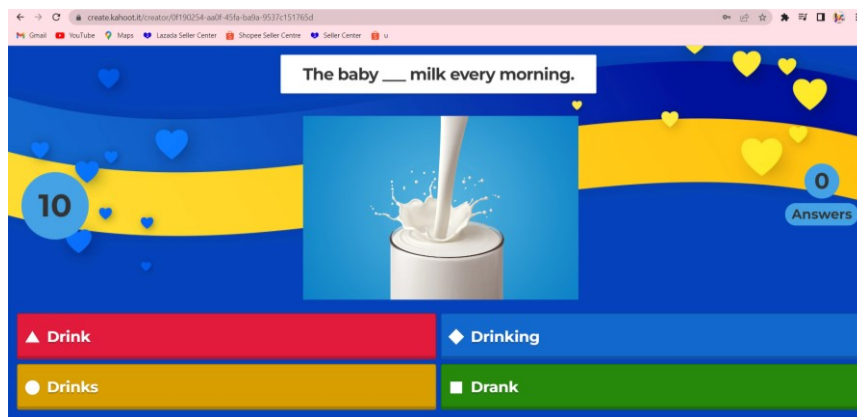 create.kahoot.it/creator/0f190254-aa0f-45fa-ba9a-9537c151765d
Gmail YouTube Maps Lazada Seller Center Shopee Seller Centre Seller Center u
The baby ___ milk every morning.
10
0
Answers
Drink
Drinking
Drinks
Drank